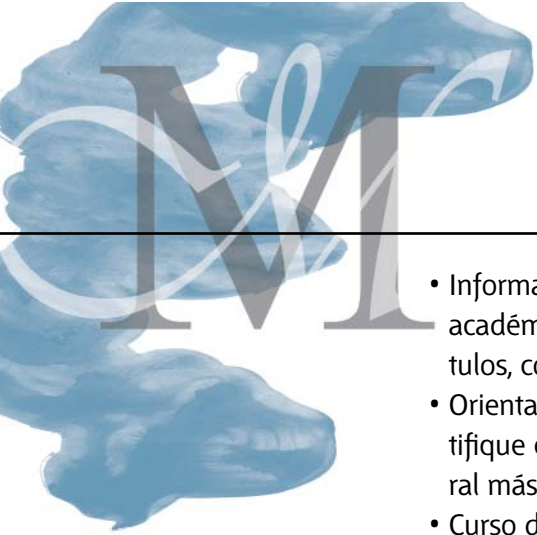 M
• Informa
académ
tulos, co
• Orienta
tifique
ral más
• Curso d